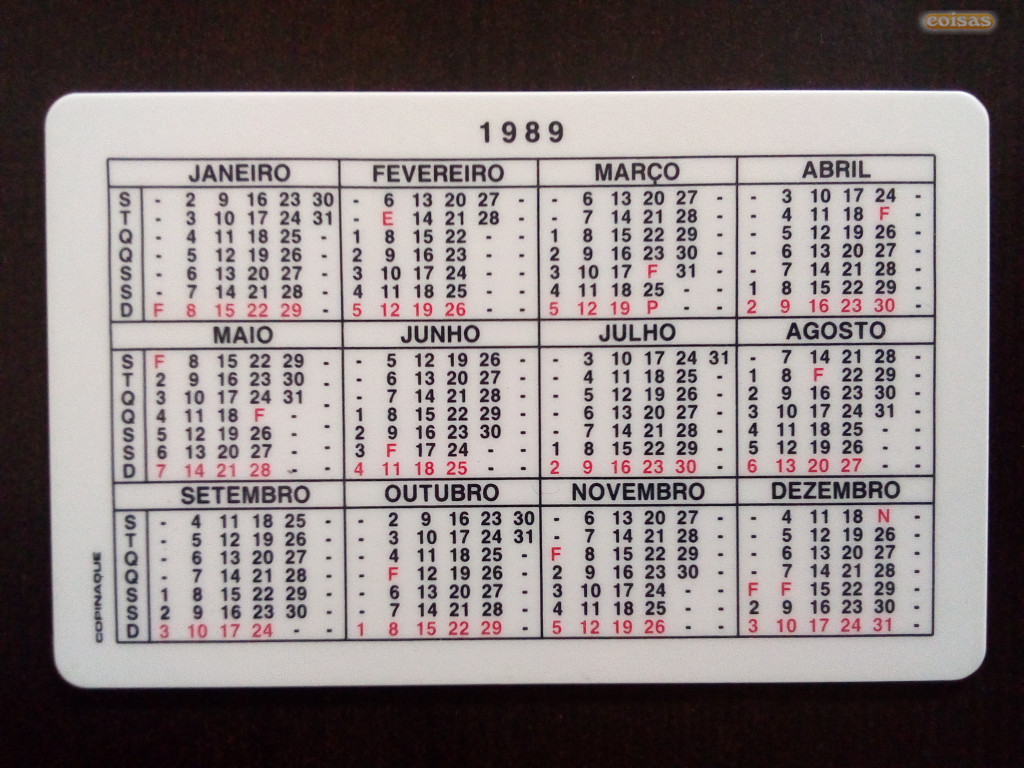 coisas
1989
JANEIRO FEVEREIRO MARÇO ABRIL
S - 2 9 16 23 30 - 6 13 20 27 - - 6 13 20 27 - - 3 10 17 24 -
T - 3 10 17 24 31 - E 14 21 28 - - 7 14 21 28 - - 4 11 18 F -
Q - 4 11 18 25 - 1 8 15 22 - - 1 8 15 22 29 - - 5 12 19 26 -
Q - 5 12 19 26 - 2 9 16 23 - - 2 9 16 23 30 - - 6 13 20 27 -
S - 6 13 20 27 - 3 10 17 24 - - 3 10 17 F 31 - - 7 14 21 28 -
S - 7 14 21 28 - 4 11 18 25 - - 4 11 18 25 - - 1 8 15 22 29 -
D F 8 15 22 29 - 5 12 19 26 - - 5 12 19 P - - 2 9 16 23 30 -
MAIO JUNHO JULHO AGOSTO
S F 8 15 22 29 - - 5 12 19 26 - - 3 10 17 24 31 - 7 14 21 28 -
T 2 9 16 23 30 - - 6 13 20 27 - - 4 11 18 25 - 1 8 F 22 29 -
Q 3 10 17 24 31 - - 7 14 21 28 - - 5 12 19 26 - 2 9 16 23 30 -
Q 4 11 18 F - - 1 8 15 22 29 - - 6 13 20 27 - 3 10 17 24 31 -
S 5 12 19 26 - - 2 9 16 23 30 - - 7 14 21 28 - 4 11 18 25 - -
S 6 13 20 27 - - 3 F 17 24 - - 1 8 15 22 29 - 5 12 19 26 - -
D 7 14 21 28 - - 4 11 18 25 - - 2 9 16 23 30 - 6 13 20 27 - -
SETEMBRO OUTUBRO NOVEMBRO DEZEMBRO
S - 4 11 18 25 - - 2 9 16 23 30 - 6 13 20 27 - - 4 11 18 N -
T - 5 12 19 26 - - 3 10 17 24 31 - 7 14 21 28 - - 5 12 19 26 -
Q - 6 13 20 27 - - 4 11 18 25 - F 8 15 22 29 - - 6 13 20 27 -
Q - 7 14 21 28 - - F 12 19 26 - 2 9 16 23 30 - - 7 14 21 28 -
S 1 8 15 22 29 - - 6 13 20 27 - 3 10 17 24 - - F F 15 22 29 -
S 2 9 16 23 30 - - 7 14 21 28 - 4 11 18 25 - - 2 9 16 23 30 -
D 3 10 17 24 - - 1 8 15 22 29 - 5 12 19 26 - - 3 10 17 24 31 -
COPINAQUE